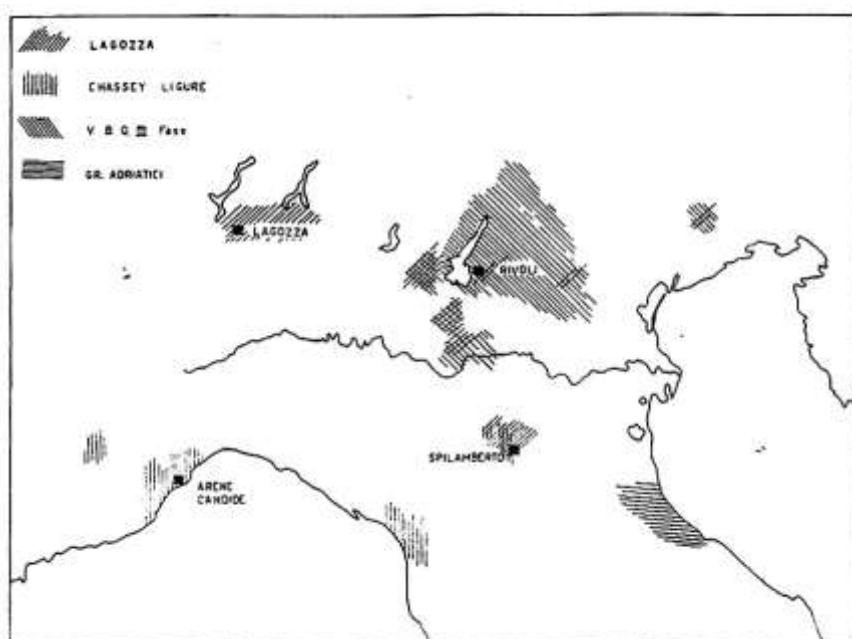 LAGOZZA
CHASSEY LIGURE
V. B. Q. III Fase
GR. ADRIATICI
LAGOZZA
RIVOLI
SPILAMBERTO
ARENE
CANDIDE